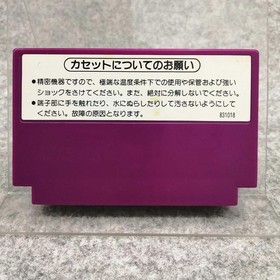 カセットについてのお願い
●精密機器ですので、極端な温度条件下での使用や保管および強い
ショックをさけてください。また、絶対に分解しないでください。
●端子部に手を触れたり、水にぬらしたりして汚さないようにして
ください。故障の原因となります。
831018